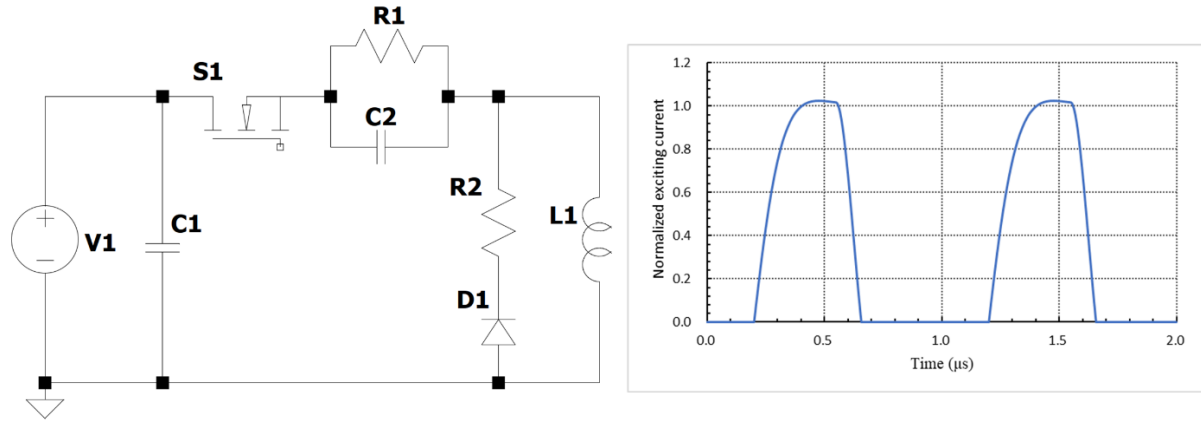 R1
S1
C2
R2
L1
C1
V1
D1
Normalized exciting current
1.2
1.0
0.8
0.6
0.4
0.2
0.0
0.0 0.5 1.0 1.5 2.0
Time (μs)